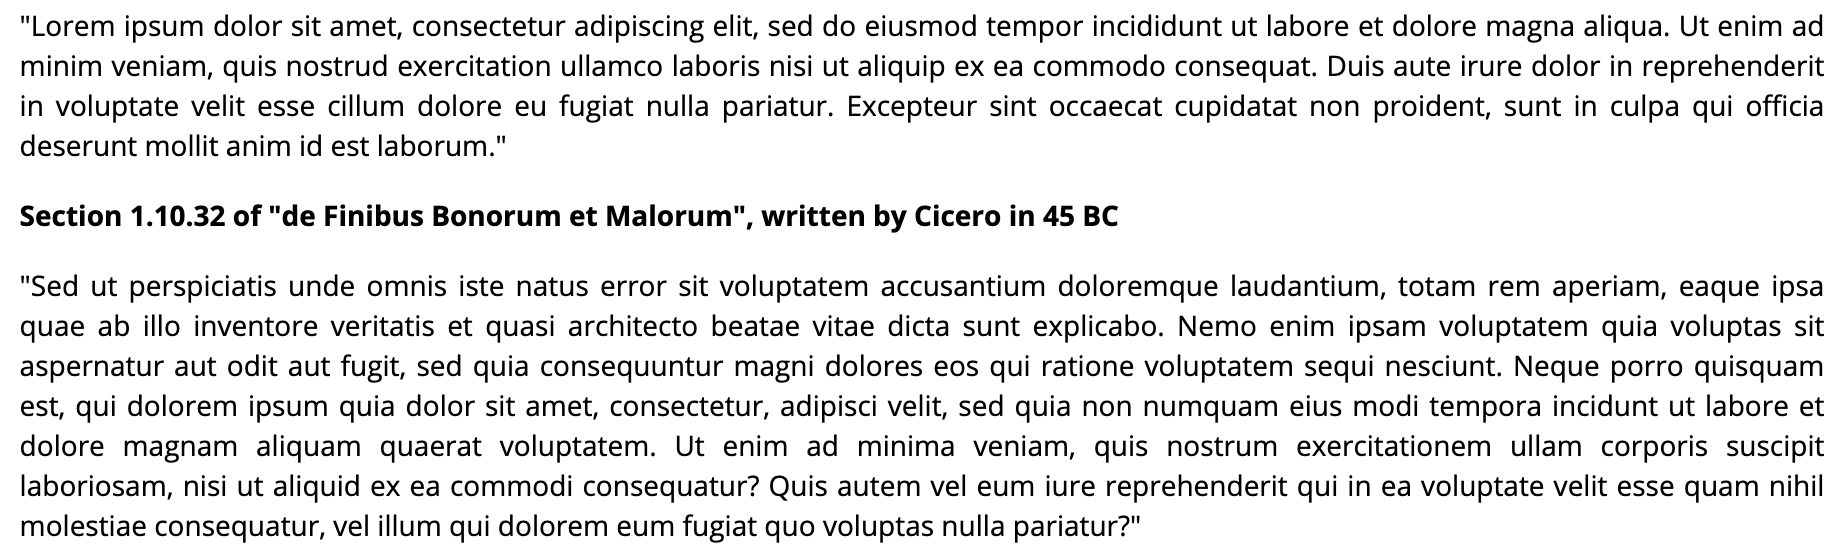 "Lorem ipsum dolor sit amet, consectetur adipiscing elit, sed do eiusmod tempor incididunt ut labore et dolore magna aliqua. Ut enim ad
minim veniam, quis nostrud exercitation ullamco laboris nisi ut aliquip ex ea commodo consequat. Duis aute irure dolor in reprehenderit
in voluptate velit esse cillum dolore eu fugiat nulla pariatur. Excepteur sint occaecat cupidatat non proident, sunt in culpa qui officia
deserunt mollit anim id est laborum."
Section 1.10.32 of "de Finibus Bonorum et Malorum", written by Cicero in 45 BC
"Sed ut perspiciatis unde omnis iste natus error sit voluptatem accusantium doloremque laudantium, totam rem aperiam, eaque ipsa
quae ab illo inventore veritatis et quasi architecto beatae vitae dicta sunt explicabo. Nemo enim ipsam voluptatem quia voluptas sit
aspernatur aut odit aut fugit, sed quia consequuntur magni dolores eos qui ratione voluptatem sequi nesciunt. Neque porro quisquam
est, qui dolorem ipsum quia dolor sit amet, consectetur, adipisci velit, sed quia non numquam eius modi tempora incidunt ut labore et
dolore magnam aliquam quaerat voluptatem. Ut enim ad minima veniam, quis nostrum exercitationem ullam corporis suscipit
laboriosam, nisi ut aliquid ex ea commodi consequatur? Quis autem vel eum iure reprehenderit qui in ea voluptate velit esse quam nihil
molestiae consequatur, vel illum qui dolorem eum fugiat quo voluptas nulla pariatur?"